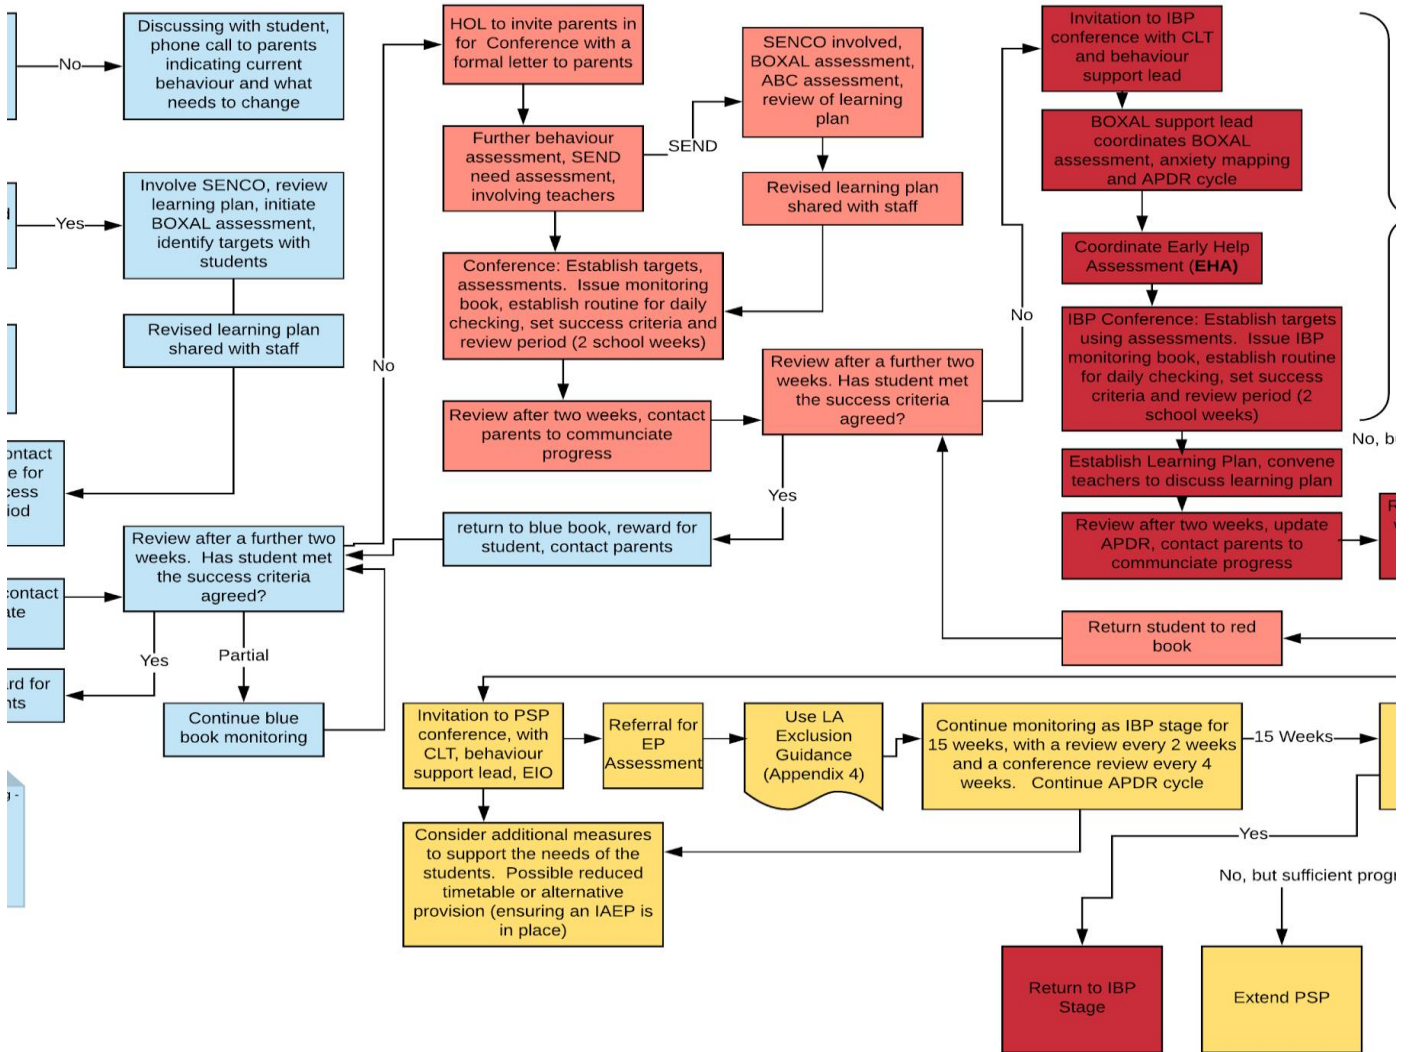 No
Discussing with student,
phone call to parents
indicating current
behaviour and what
needs to change
Yes
Involve SENCO, review
learning plan, initiate
BOXAL assessment,
identify targets with
students
Revised learning plan
shared with staff
ontact
e for
cess
iod
Review after a further two
weeks. Has student met
the success criteria
agreed?
contact
ate
rd for
nts
Yes
Partial
Continue blue
book monitoring
g -
No
HOL to invite parents in
for Conference with a
formal letter to parents
Further behaviour
assessment, SEND
need assessment,
involving teachers
SEND
SENCO involved,
BOXAL assessment,
ABC assessment,
review of learning
plan
Revised learning plan
shared with staff
Conference: Establish targets,
assessments. Issue monitoring
book, establish routine for daily
checking, set success criteria and
review period (2 school weeks)
Review after two weeks, contact
parents to communciate
progress
Review after a further two
weeks. Has student met
the success criteria
agreed?
No
Yes
return to blue book, reward for
student, contact parents
Invitation to IBP
conference with CLT
and behaviour
support lead
BOXAL support lead
coordinates BOXAL
assessment, anxiety mapping
and APDR cycle
Coordinate Early Help
Assessment (EHA)
IBP Conference: Establish targets
using assessments. Issue IBP
monitoring book, establish routine
for daily checking, set success
criteria and review period (2
school weeks)
No, b
Establish Learning Plan, convene
teachers to discuss learning plan
Review after two weeks, update
APDR, contact parents to
communciate progress
Return student to red
book
Invitation to PSP
conference, with
CLT, behaviour
support lead, EIO
Referral for
EP
Assessment
Use LA
Exclusion
Guidance
(Appendix 4)
Continue monitoring as IBP stage for
15 weeks, with a review every 2 weeks
and a conference review every 4
weeks. Continue APDR cycle
15 Weeks
Consider additional measures
to support the needs of the
students. Possible reduced
timetable or alternative
provision (ensuring an IAEP is
in place)
Yes
No, but sufficient progr
Return to IBP
Stage
Extend PSP